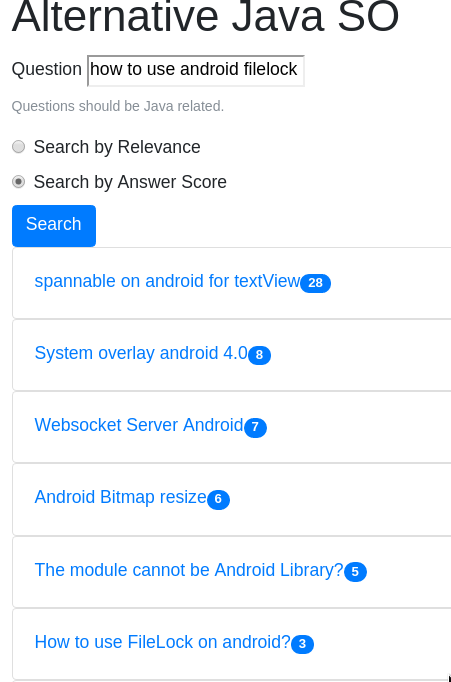 Alternative Java SO
Question how to use android filelock
Questions should be Java related.
Search by Relevance
Search by Answer Score
Search
spannable on android for textView 28
System overlay android 4.0 8
Websocket Server Android 7
Android Bitmap resize 6
The module cannot be Android Library? 5
How to use FileLock on android? 3